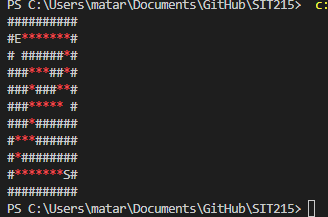 PS C:\Users\matar\Documents\GitHub\SIT215>  c:
##########
#E*******#
# ######*#
###***##*#
###*###**#
###***** #
###*######
#***######
#*########
#*******S#
##########
PS C:\Users\matar\Documents\GitHub\SIT215>